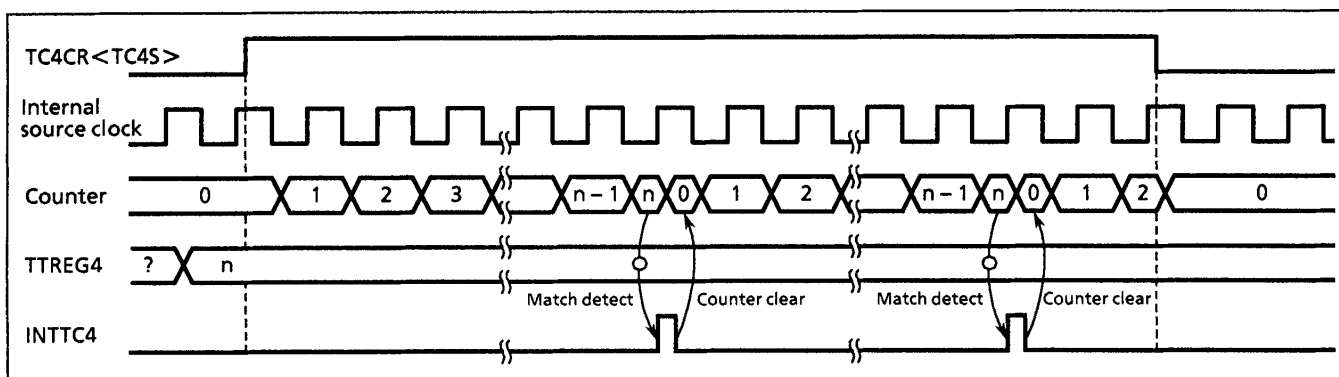 TC4CR<TC4S>
Internal
source clock
Counter 0 1 2 3 n – 1 n 0 1 2 n – 1 n 0 1 2 0
TTREG4 ? n
Match detect Counter clear Match detect Counter clear
INTTC4